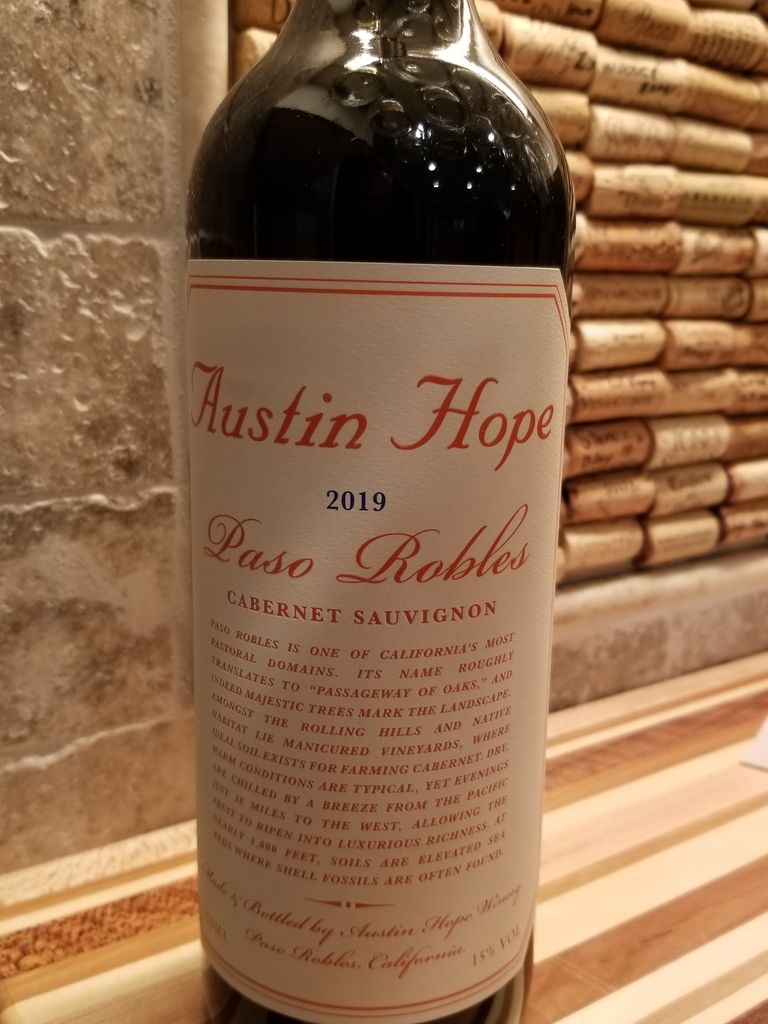 Austin Hope
2019
Paso Robles
CABERNET SAUVIGNON
PASO ROBLES IS ONE OF CALIFORNIA'S MOST
PASTORAL DOMAINS. ITS NAME ROUGHLY
TRANSLATES TO "PASSAGEWAY OF OAKS," AND
INDEED MAJESTIC TREES MARK THE LANDSCAPE.
AMONGST THE ROLLING HILLS AND NATIVE
HABITAT LIE MANICURED VINEYARDS, WHERE
IDEAL SOIL EXISTS FOR FARMING CABERNET. DRY,
WARM CONDITIONS ARE TYPICAL, YET EVENINGS
ARE CHILLED BY A BREEZE FROM THE PACIFIC
JUST 18 MILES TO THE WEST, ALLOWING THE
FRUIT TO RIPEN INTO LUXURIOUS RICHNESS. AT
NEARLY 1,000 FEET, SOILS ARE ELEVATED SEA
BEDS WHERE SHELL FOSSILS ARE OFTEN FOUND.
Made & Bottled by Austin Hope Winery
Paso Robles, California
15% VOL